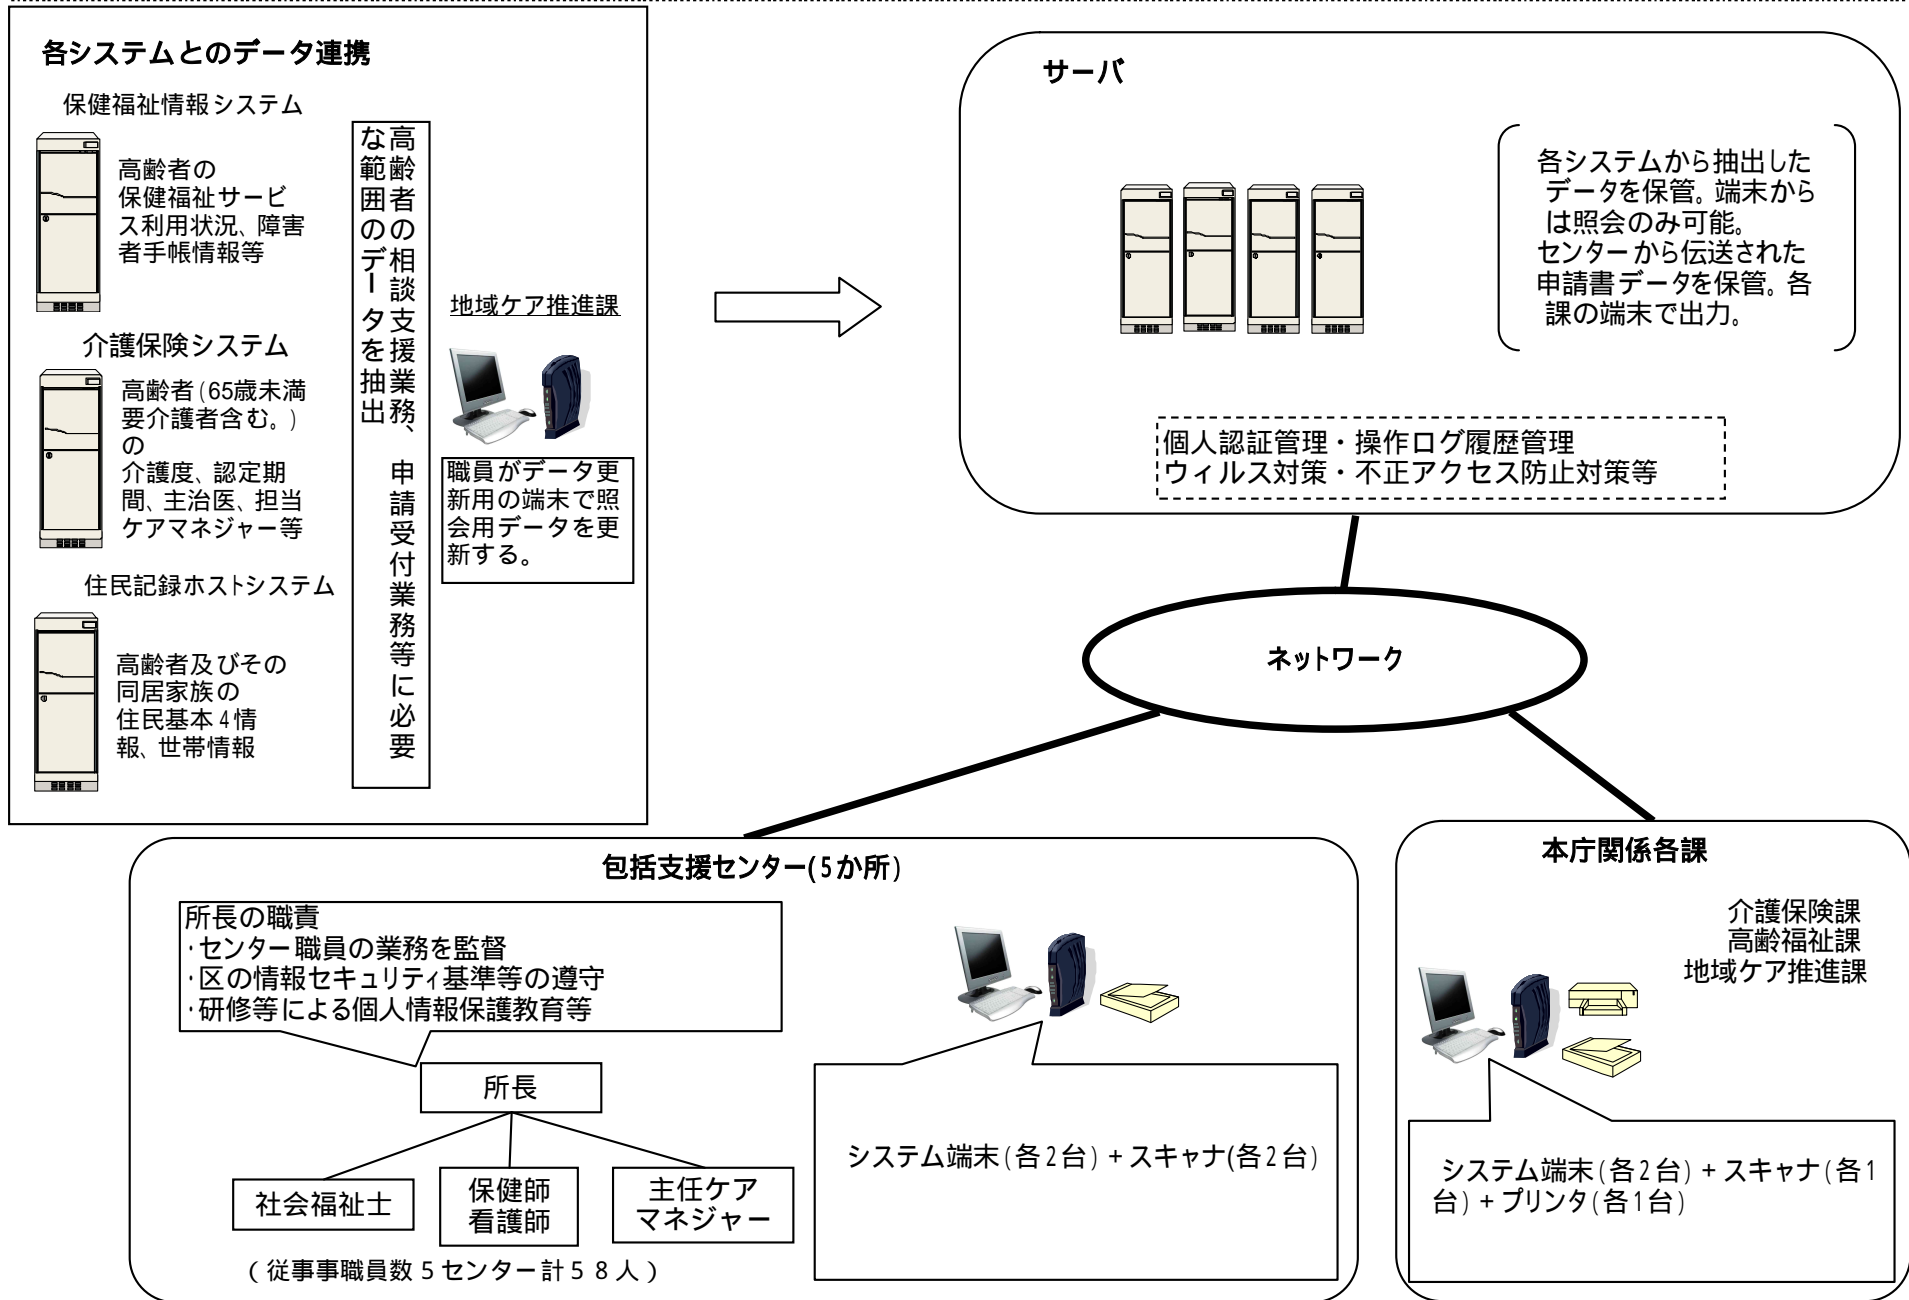 各システムとのデータ連携
保健福祉情報システム
高齢者の
保健福祉サービ
ス利用状況、障害
者手帳情報等
介護保険システム
高齢者(65歳未満
要介護者含む。)
の
介護度、認定期
間、主治医、担当
ケアマネジャー等
住民記録ホストシステム
高齢者及びその
同居家族の
住民基本4情
報、世帯情報
高齢者の相談支援業務、申請受付業務等に必要
な範囲のデータを抽出
地域ケア推進課
職員がデータ更
新用の端末で照
会用データを更
新する。
サーバ
各システムから抽出した
データを保管。端末から
は照会のみ可能。
センターから伝送された
申請書データを保管。各
課の端末で出力。
個人認証管理・操作ログ履歴管理
ウィルス対策・不正アクセス防止対策等
ネットワーク
包括支援センター(5か所)
所長の職責
・センター職員の業務を監督
・区の情報セキュリティ基準等の遵守
・研修等による個人情報保護教育等
所長
社会福祉士
保健師
看護師
主任ケア
マネジャー
(従事事職員数5センター計58人)
システム端末(各2台)+スキャナ(各2台)
本庁関係各課
介護保険課
高齢福祉課
地域ケア推進課
システム端末(各2台)+スキャナ(各1
台)+プリンタ(各1台)